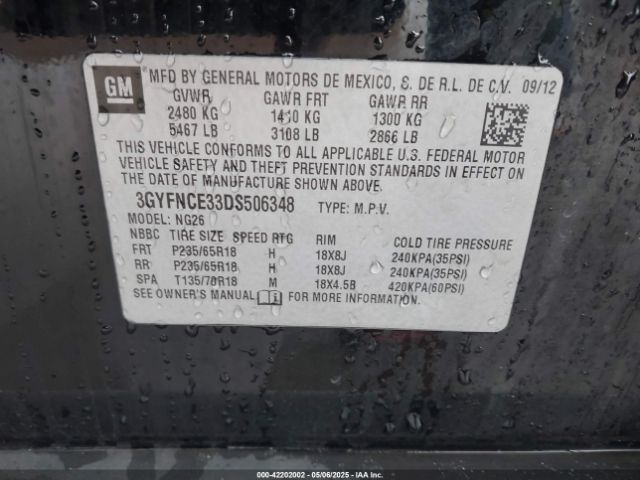 GM
MFD BY GENERAL MOTORS DE MEXICO, S. DE R.L. DE C.V. 09/12
GVWR GAWR FRT GAWR RR
2480 KG 1410 KG 1300 KG
5467 LB 3108 LB 2866 LB
THIS VEHICLE CONFORMS TO ALL APPLICABLE U.S. FEDERAL MOTOR
VEHICLE SAFETY AND THEFT PREVENTION STANDARDS IN EFFECT ON
THE DATE OF MANUFACTURE SHOWN ABOVE.
3GYFNCE33DS506348 TYPE: M.P.V.
MODEL: NG26
NBBC TIRE SIZE SPEED RTG RIM COLD TIRE PRESSURE
FRT P235/65R18 H 18X8J 240KPA(35PSI)
RR P235/65R18 H 18X8J 240KPA(35PSI)
SPA T135/70R18 M 18X4.5B 420KPA(60PSI)
SEE OWNER'S MANUAL FOR MORE INFORMATION.
000-42202002 05/06/2025 IAAI.COM